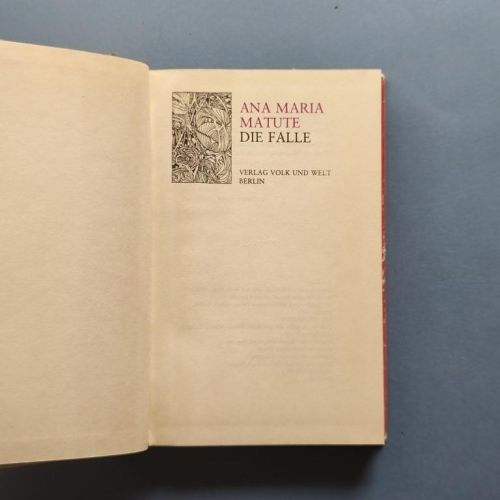 ANA MARIA
MATUTE
DIE FALLE
VERLAG VOLK UND WELT
BERLIN